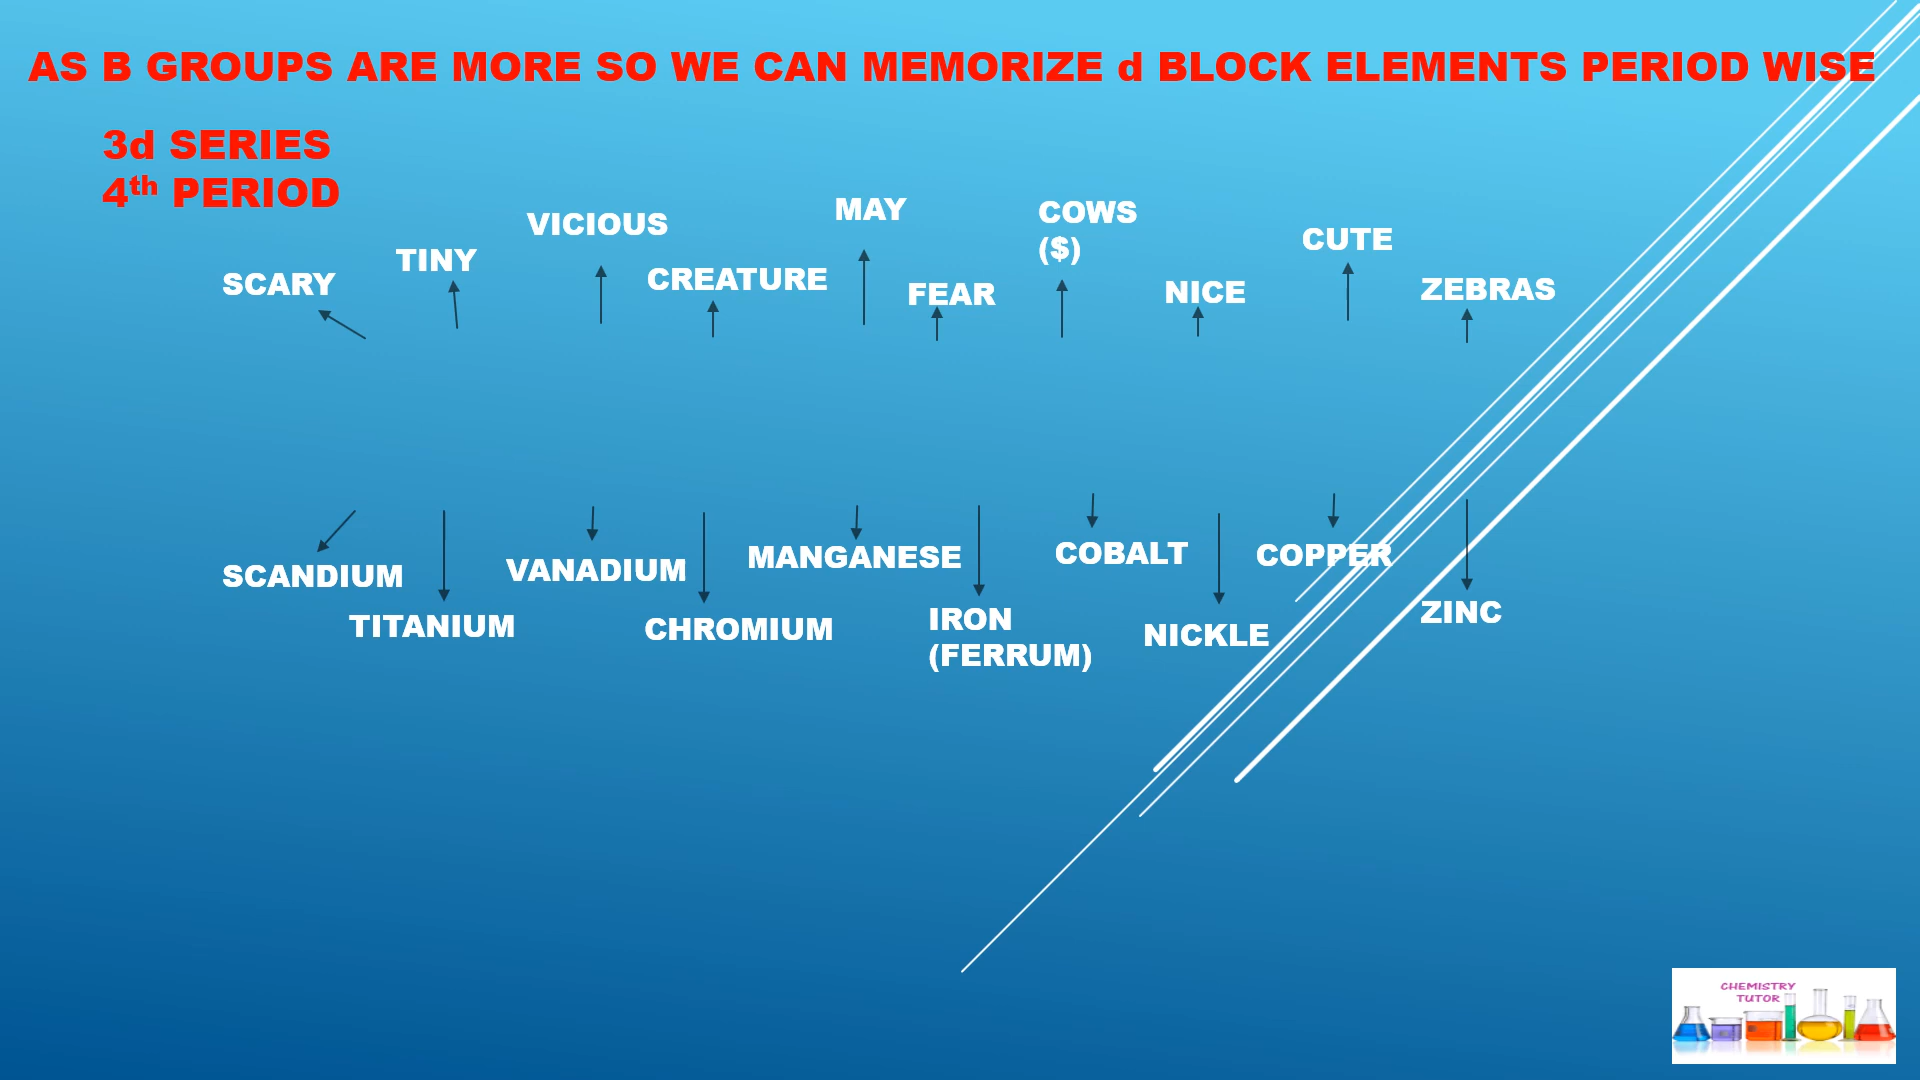 AS B GROUPS ARE MORE SO WE CAN MEMORIZE d BLOCK ELEMENTS PERIOD WISE
3d SERIES
4th PERIOD
SCARY
TINY
VICIOUS
CREATURE
MAY
FEAR
COWS
($)
NICE
CUTE
ZEBRAS
SCANDIUM
TITANIUM
VANADIUM
CHROMIUM
MANGANESE
IRON
(FERRUM)
COBALT
NICKLE
COPPER
ZINC
CHEMISTRY
TUTOR